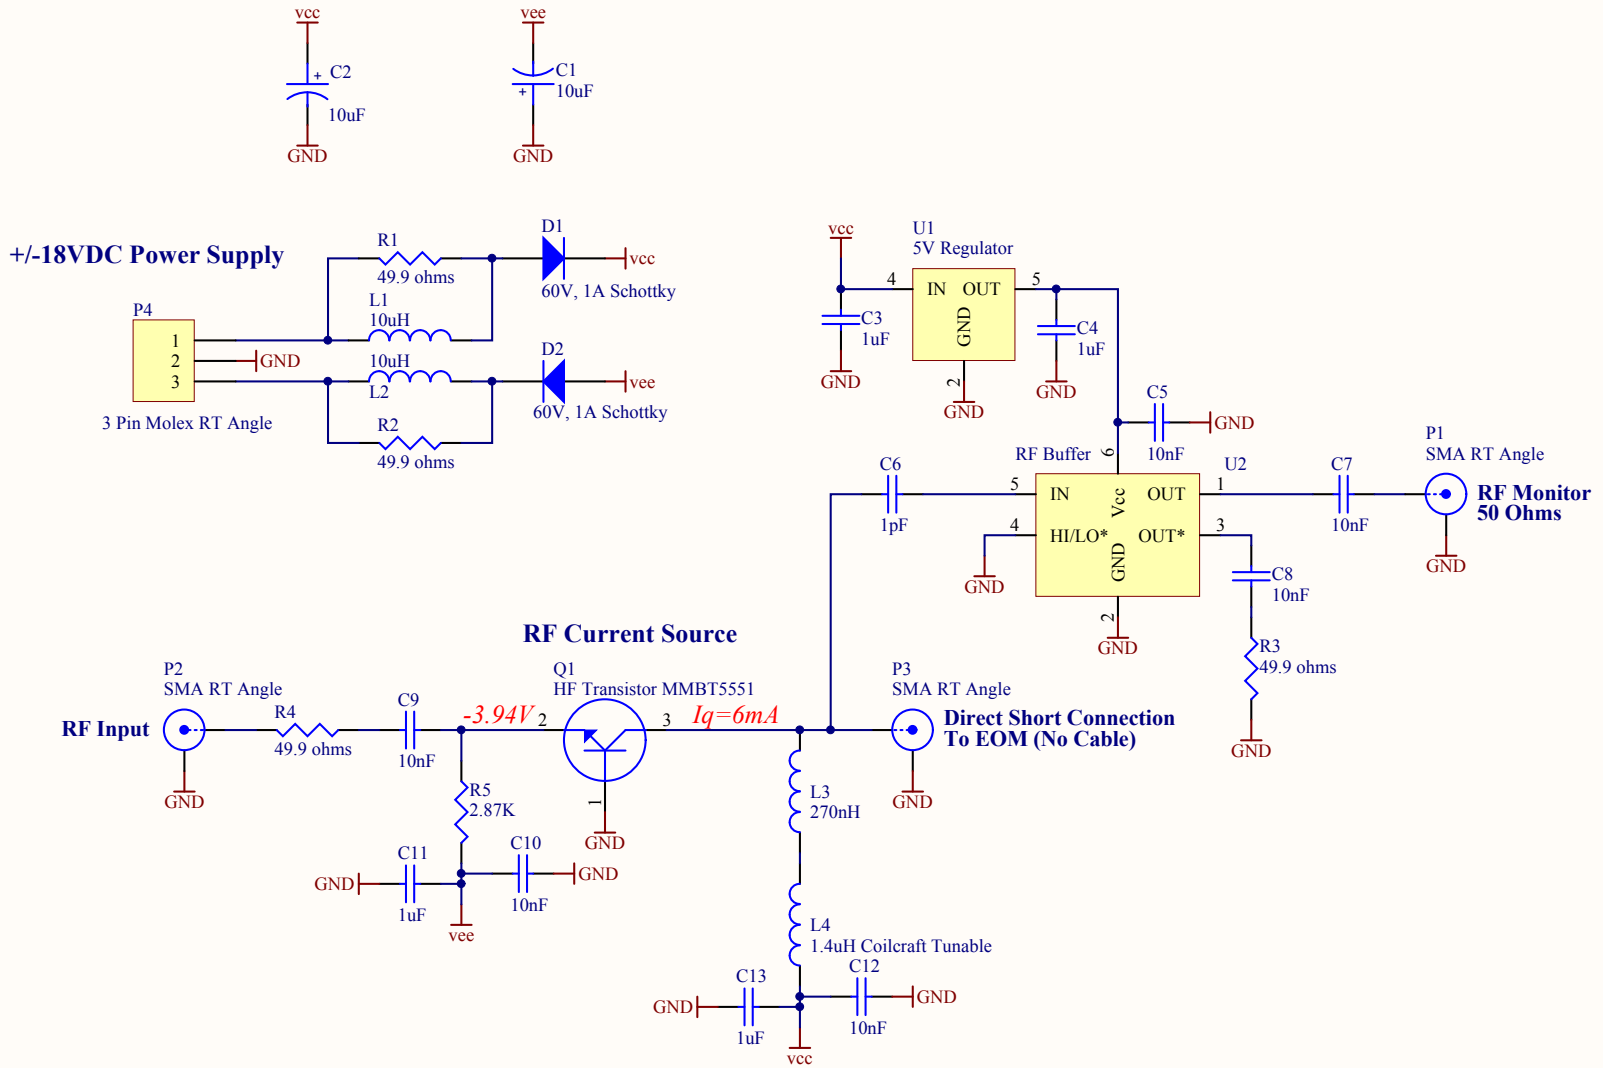 vcc
C2
+
10uF
GND
vee
C1
+
10uF
GND
+/-18VDC Power Supply
R1
49.9 ohms
D1
vcc
60V, 1A Schottky
P4
1
2
3
GND
3 Pin Molex RT Angle
L1
10uH
10uH
L2
D2
vee
60V, 1A Schottky
R2
49.9 ohms
vcc
U1
5V Regulator
4
IN
OUT
5
GND
2
GND
C3
1uF
GND
C4
1uF
GND
C5
10nF
GND
RF Buffer
6
U2
C6
1pF
5
IN
Vcc
OUT
1
4
HI/LO*
OUT*
3
GND
GND
2
GND
C7
10nF
P1
SMA RT Angle
RF Monitor
50 Ohms
GND
C8
10nF
R3
49.9 ohms
GND
RF Current Source
P2
SMA RT Angle
RF Input
GND
R4
49.9 ohms
C9
10nF
-3.94V
2
Q1
HF Transistor MMBT5551
3
Iq=6mA
1
GND
P3
SMA RT Angle
Direct Short Connection
To EOM (No Cable)
GND
R5
2.87K
C11
GND
1uF
C10
10nF
GND
vee
L3
270nH
L4
1.4uH Coilcraft Tunable
C13
GND
1uF
C12
10nF
GND
vcc